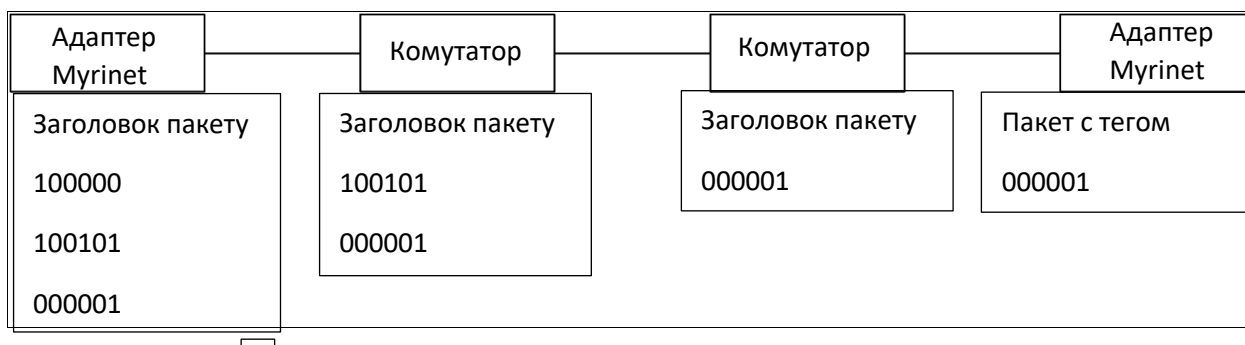 Адаптер
Myrinet
Комутатор
Комутатор
Адаптер
Myrinet
Заголовок пакету
100000
100101
000001
Заголовок пакету
100101
000001
Заголовок пакету
000001
Пакет с тегом
000001